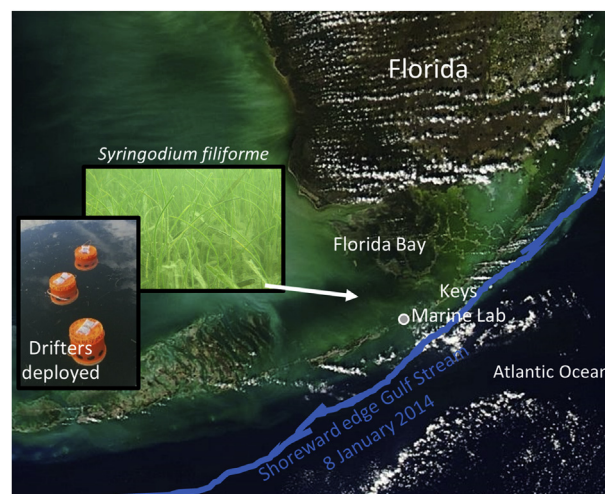 Florida
Syringodium filiforme
Florida Bay
Keys
Marine Lab
Drifters
deployed
Atlantic Ocean
Shoreward edge Gulf Stream
8 January 2014